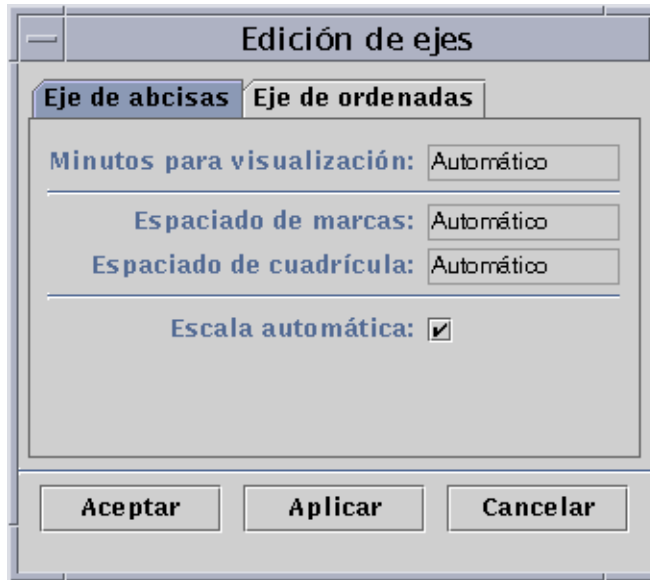 Edición de ejes
Eje de abcisas Eje de ordenadas
Minutos para visualización: Automático
Espaciado de marcas: Automático
Espaciado de cuadrícula: Automático
Escala automática:
Aceptar Aplicar Cancelar